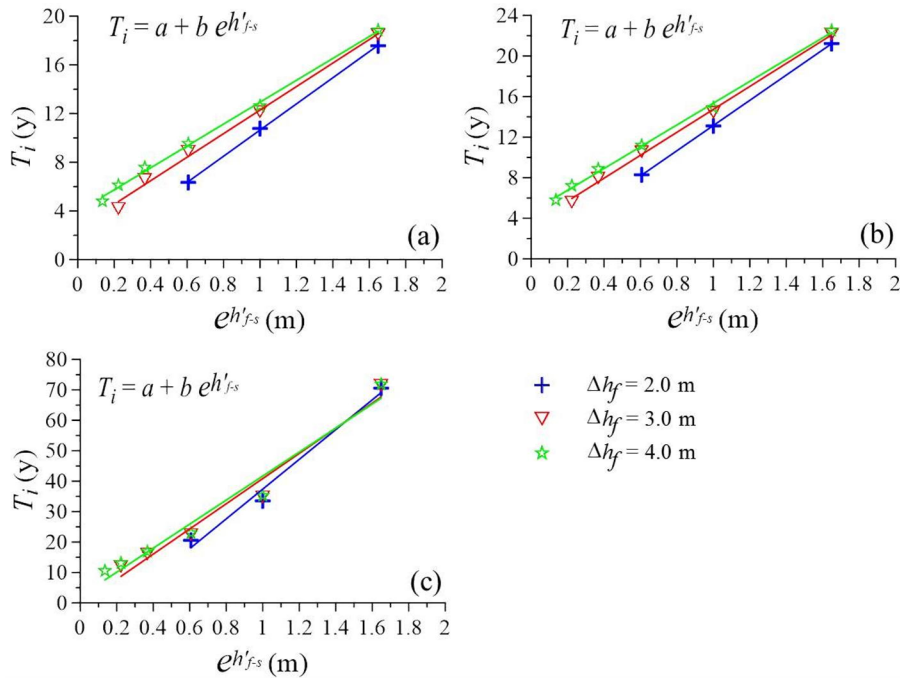 T_i = a + b e^{h'_{f-s}}
T_i (y)
20
16
12
8
4
0
(a)
0 0.2 0.4 0.6 0.8 1 1.2 1.4 1.6 1.8 2
e^{h'_{f-s}} (m)
T_i = a + b e^{h'_{f-s}}
T_i (y)
24
20
16
12
8
4
0
(b)
0 0.2 0.4 0.6 0.8 1 1.2 1.4 1.6 1.8 2
e^{h'_{f-s}} (m)
T_i = a + b e^{h'_{f-s}}
T_i (y)
80
70
60
50
40
30
20
10
0
(c)
0 0.2 0.4 0.6 0.8 1 1.2 1.4 1.6 1.8 2
e^{h'_{f-s}} (m)
Δh_f = 2.0 m
Δh_f = 3.0 m
Δh_f = 4.0 m